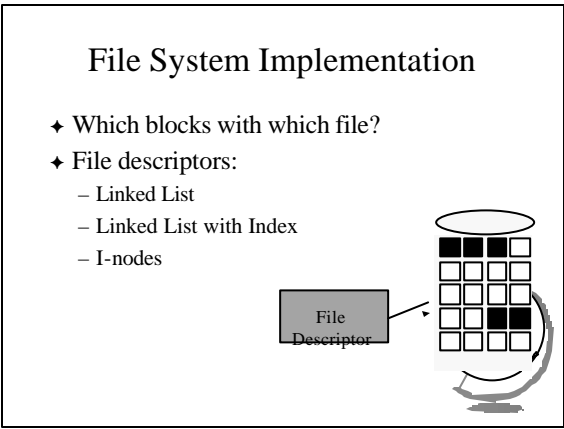 File System Implementation
✦ Which blocks with which file?
✦ File descriptors:
– Linked List
– Linked List with Index
– I-nodes
File
Descriptor